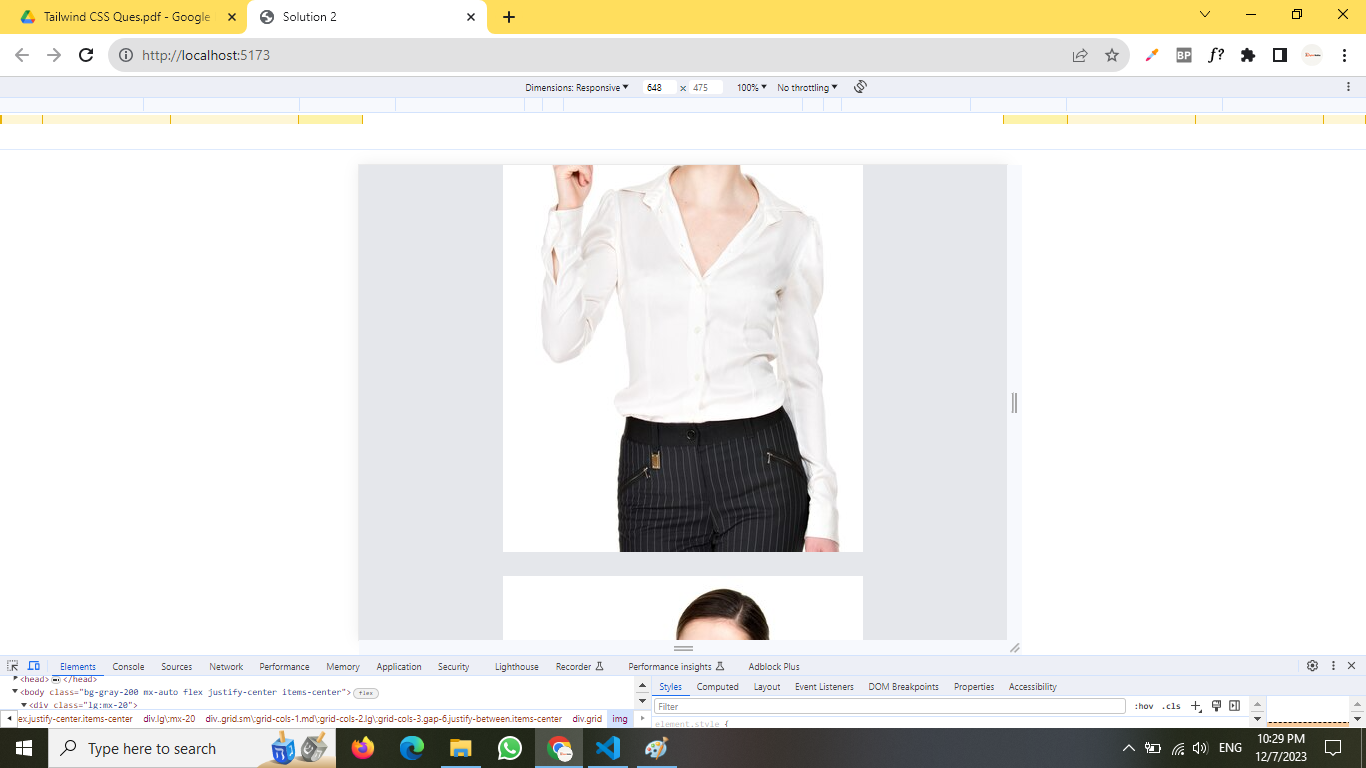 Tailwind CSS Ques.pdf - Google
Solution 2
http://localhost:5173
BP
f?
Dimensions: Responsive
648 × 475
100%
No throttling
Elements
Console
Sources
Network
Performance
Memory
Application
Security
Lighthouse
Recorder
Performance insights
Adblock Plus
<head> </head>
<body class="bg-gray-200 mx-auto flex justify-center items-center"> flex
<div class="lg:mx-20">
ex.justify-center.items-center
div.lg\:mx-20
div..grid.sm\:grid-cols-1.md\:grid-cols-2.lg\:grid-cols-3.gap-6.justify-between.items-center
div.grid
img
Styles
Computed
Layout
Event Listeners
DOM Breakpoints
Properties
Accessibility
Filter
:hov
.cls
element.style {
Type here to search
ENG
10:29 PM
12/7/2023